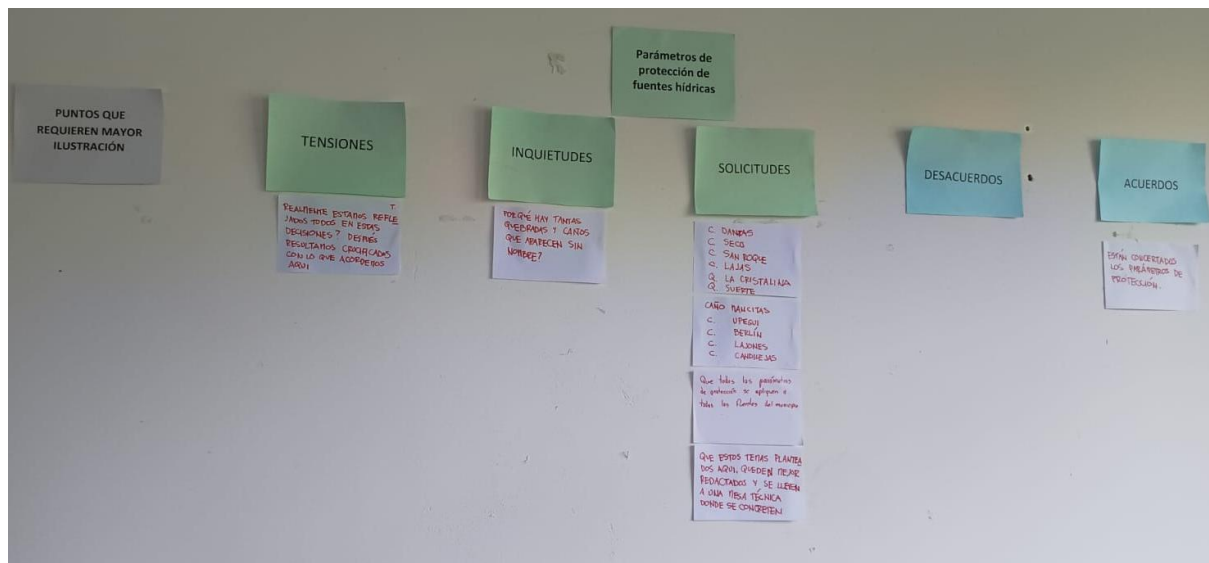 Parámetros de
protección de
fuentes hídricas
PUNTOS QUE
REQUIEREN MAYOR
ILUSTRACIÓN
TENSIONES
T.
REALMENTE ESTAMOS REFLE
JADOS TODOS EN ESTAS
DECISIONES? DESPUÉS
RESULTAMOS CRUCIFICADAS
CON LO QUE ACORDEMOS
AQUI
INQUIETUDES
POR QUÉ HAY TANTAS
QUEBRADAS Y CAÑOS
QUE APARECEN SIN
NOMBRE?
SOLICITUDES
C. DANTAS
C. SECO
C. SAN ROQUE
C. LAJAS
Q. LA CRISTALINA
Q. SUERTE
CAÑO MANCITAS
C. UPEGUI
C. BERLÍN
C. LAJONES
C. CANDILEJAS
Que todos los parámetros
de protección se apliquen a
todas las fuentes del municipio
QUE ESTOS TEMAS PLANTEA
DOS AQUI, QUEDEN MEJOR
REDACTADOS Y SE LLEVEN
A UNA MESA TÉCNICA
DONDE SE CONCRETEN
DESACUERDOS
ACUERDOS
ESTÁN CONCERTADOS
LOS PARÁMETROS DE
PROTECCIÓN.